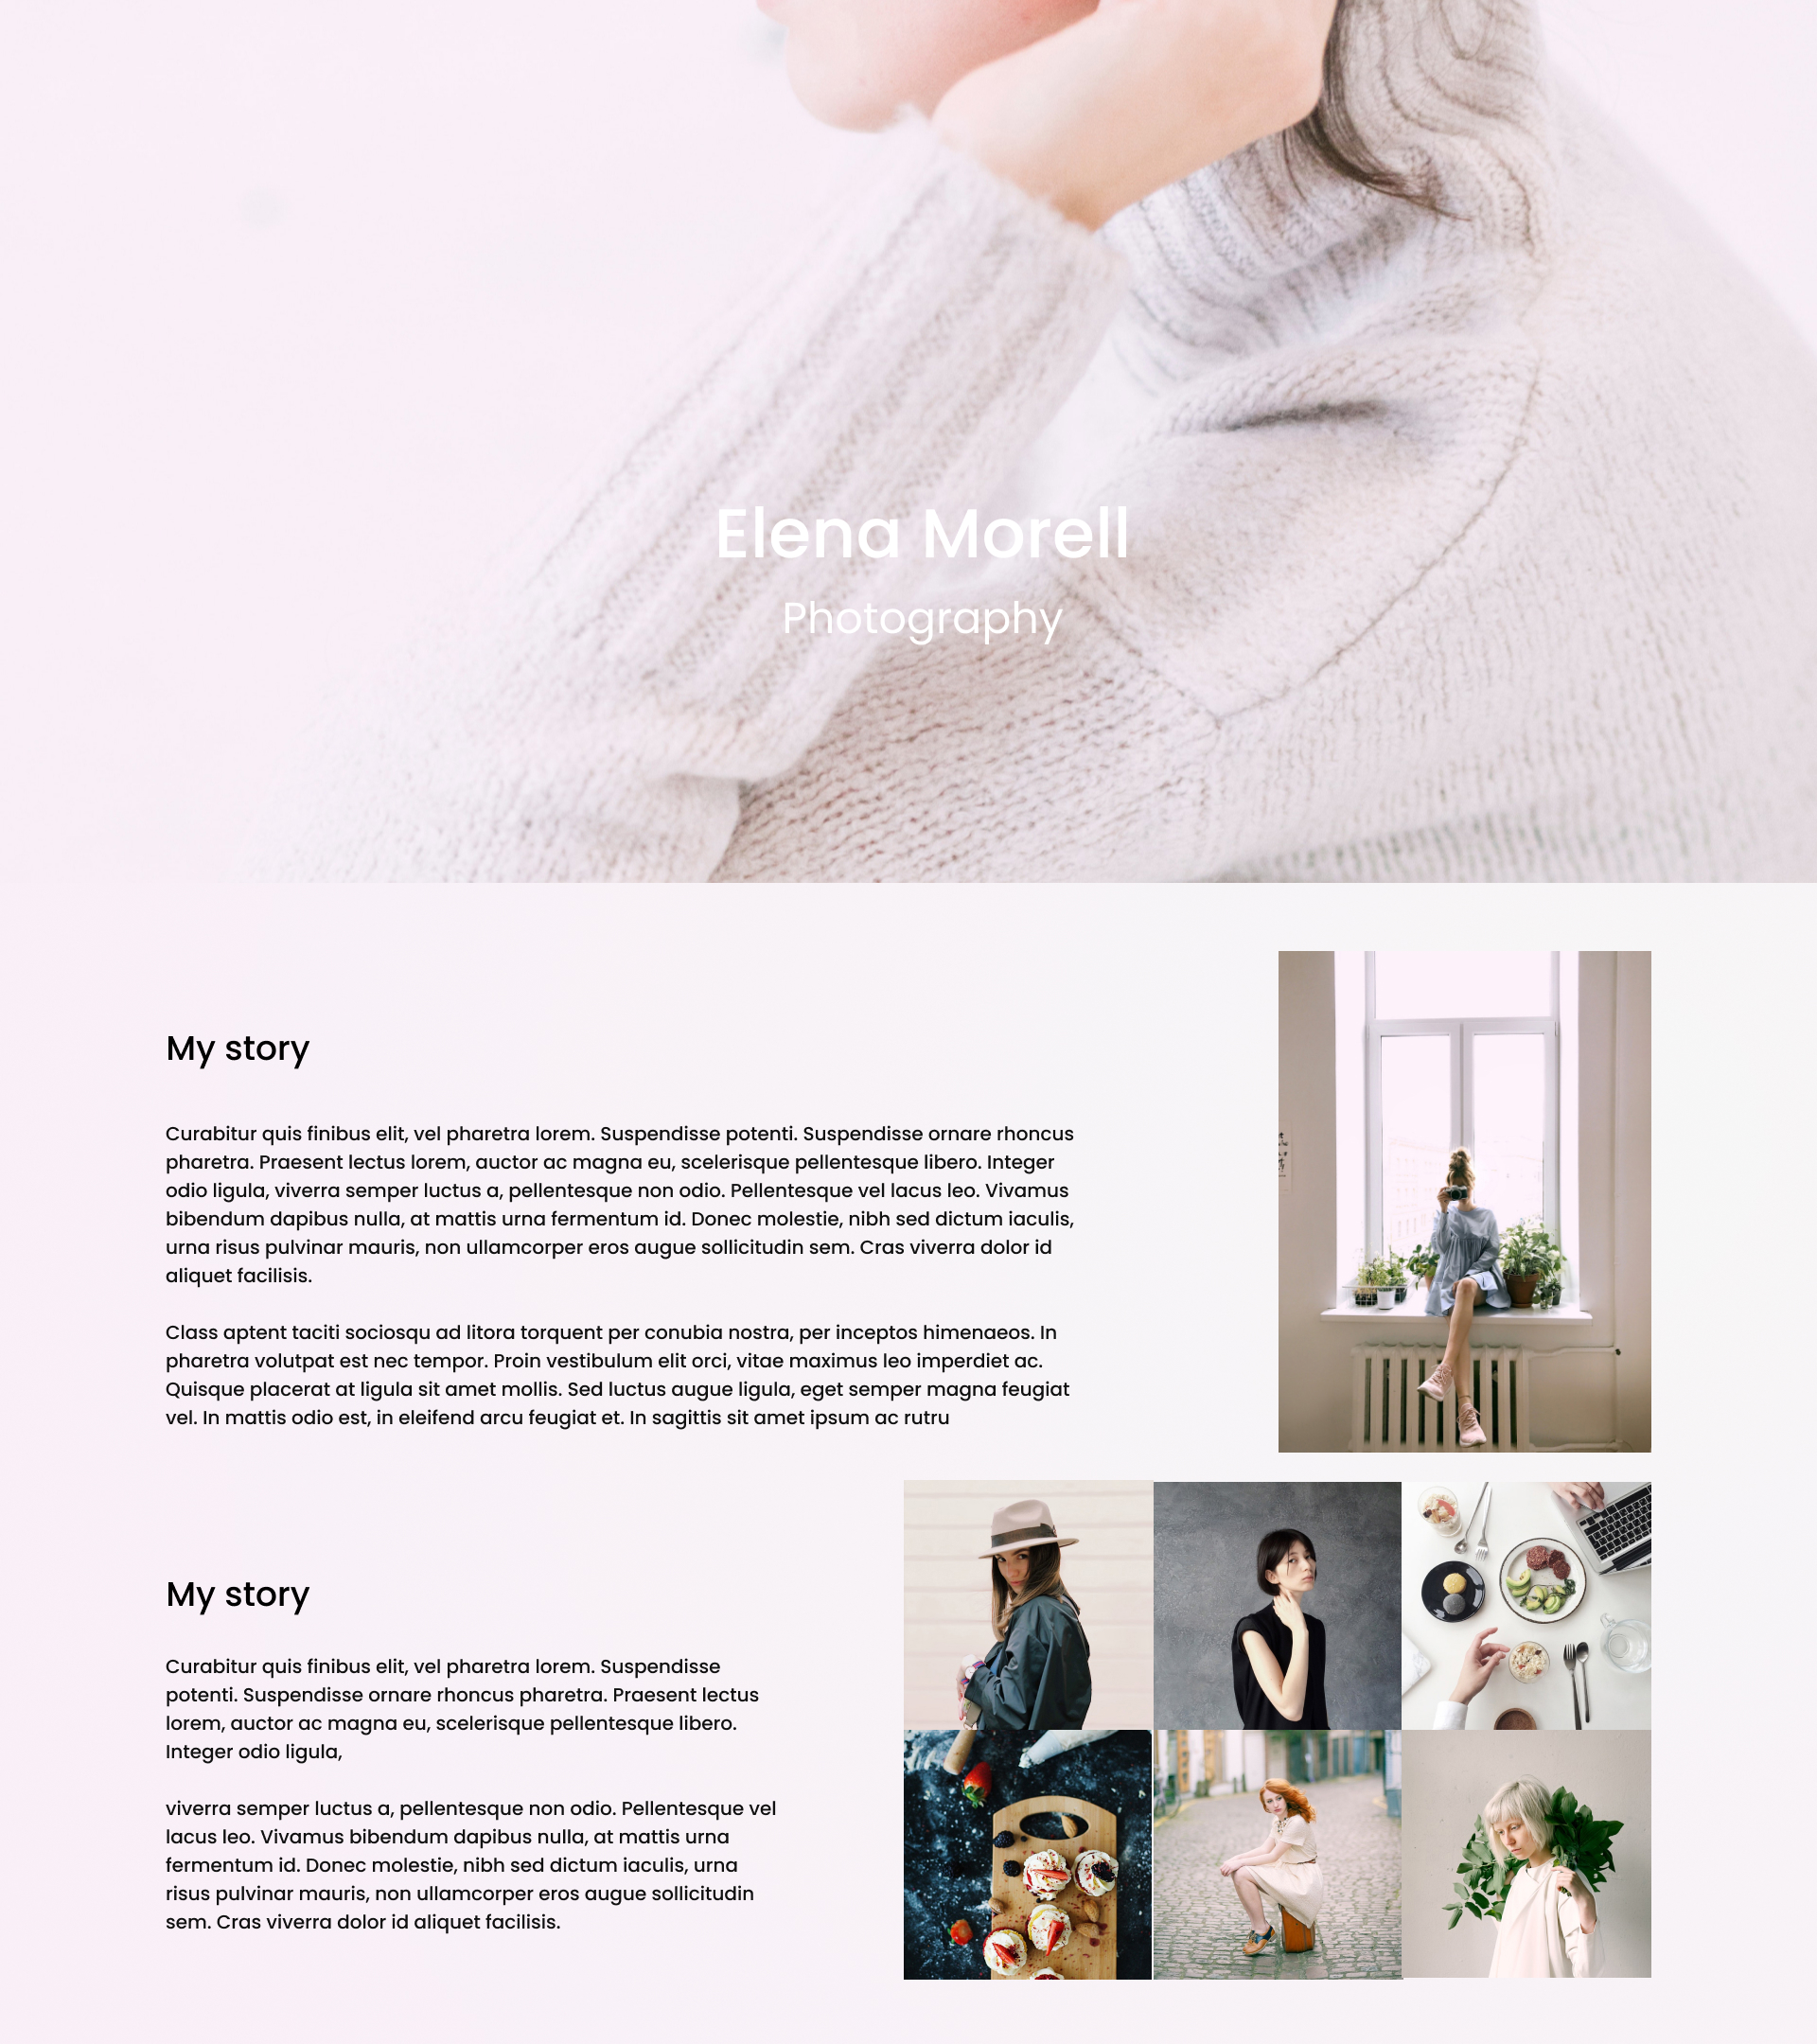 Elena Morell
Photography
My story
Curabitur quis finibus elit, vel pharetra lorem. Suspendisse potenti. Suspendisse ornare rhoncus
pharetra. Praesent lectus lorem, auctor ac magna eu, scelerisque pellentesque libero. Integer
odio ligula, viverra semper luctus a, pellentesque non odio. Pellentesque vel lacus leo. Vivamus
bibendum dapibus nulla, at mattis urna fermentum id. Donec molestie, nibh sed dictum iaculis,
urna risus pulvinar mauris, non ullamcorper eros augue sollicitudin sem. Cras viverra dolor id
aliquet facilisis.
Class aptent taciti sociosqu ad litora torquent per conubia nostra, per inceptos himenaeos. In
pharetra volutpat est nec tempor. Proin vestibulum elit orci, vitae maximus leo imperdiet ac.
Quisque placerat at ligula sit amet mollis. Sed luctus augue ligula, eget semper magna feugiat
vel. In mattis odio est, in eleifend arcu feugiat et. In sagittis sit amet ipsum ac rutru
My story
Curabitur quis finibus elit, vel pharetra lorem. Suspendisse
potenti. Suspendisse ornare rhoncus pharetra. Praesent lectus
lorem, auctor ac magna eu, scelerisque pellentesque libero.
Integer odio ligula,
viverra semper luctus a, pellentesque non odio. Pellentesque vel
lacus leo. Vivamus bibendum dapibus nulla, at mattis urna
fermentum id. Donec molestie, nibh sed dictum iaculis, urna
risus pulvinar mauris, non ullamcorper eros augue sollicitudin
sem. Cras viverra dolor id aliquet facilisis.